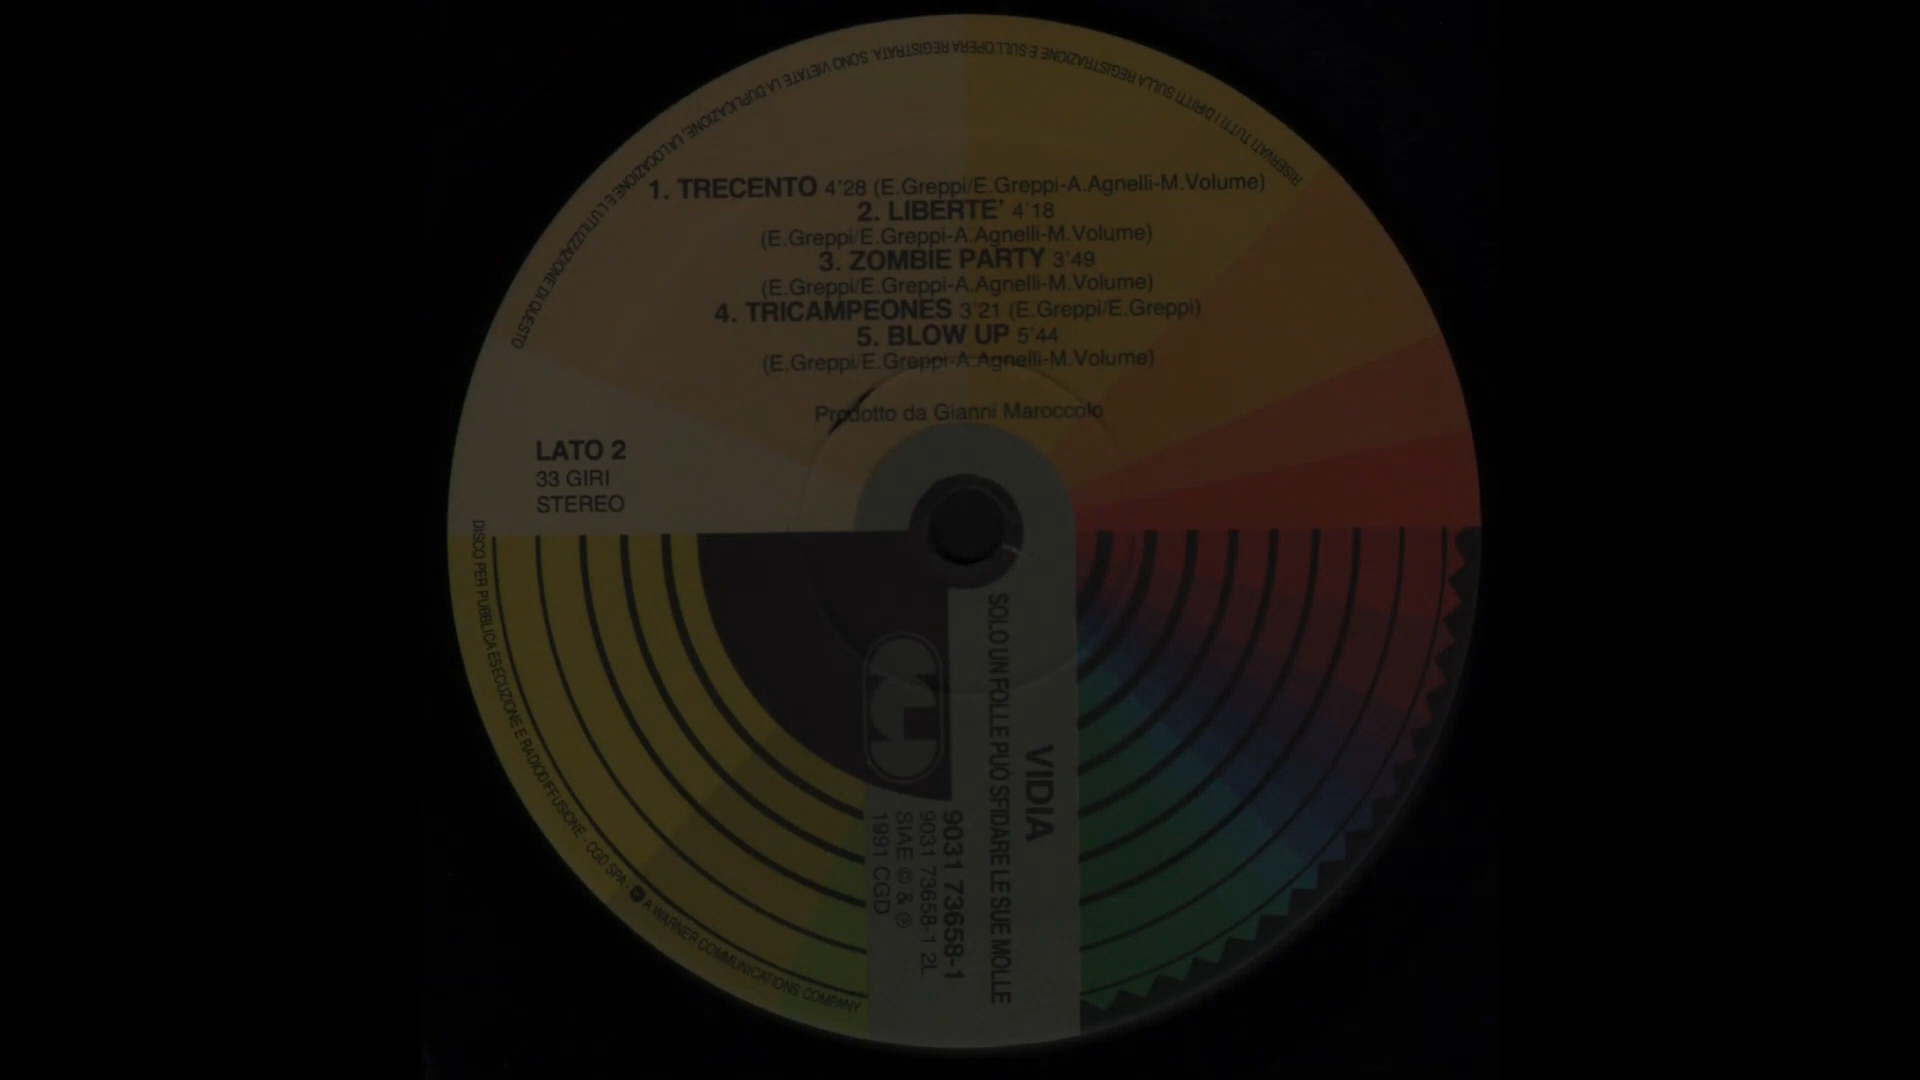 RISERVATI TUTTI I DIRITTI SULLA REGISTRAZIONE E SULL'OPERA REGISTRATA. SONO VIETATE LA DUPLICAZIONE, LA LOCAZIONE E L'UTILIZZAZIONE DI QUESTO
DISCO PER PUBBLICA ESECUZIONE E RADIODIFFUSIONE - CGD SPA - A WARNER COMMUNICATIONS COMPANY
1. TRECENTO 4'28 (E.Greppi/E.Greppi-A.Agnelli-M.Volume)
2. LIBERTE' 4'18
(E.Greppi/E.Greppi-A.Agnelli-M.Volume)
3. ZOMBIE PARTY 3'49
(E.Greppi/E.Greppi-A.Agnelli-M.Volume)
4. TRICAMPEONES 3'21 (E.Greppi/E.Greppi)
5. BLOW UP 5'44
(E.Greppi/E.Greppi-A.Agnelli-M.Volume)
Prodotto da Gianni Maroccolo
LATO 2
33 GIRI
STEREO
VIDIA
SOLO UN FOLLE PUÒ SFIDARE LE SUE MOLLE
9031 73658-1
9031 73658-1 2L
SIAE © & ℗
1991 CGD